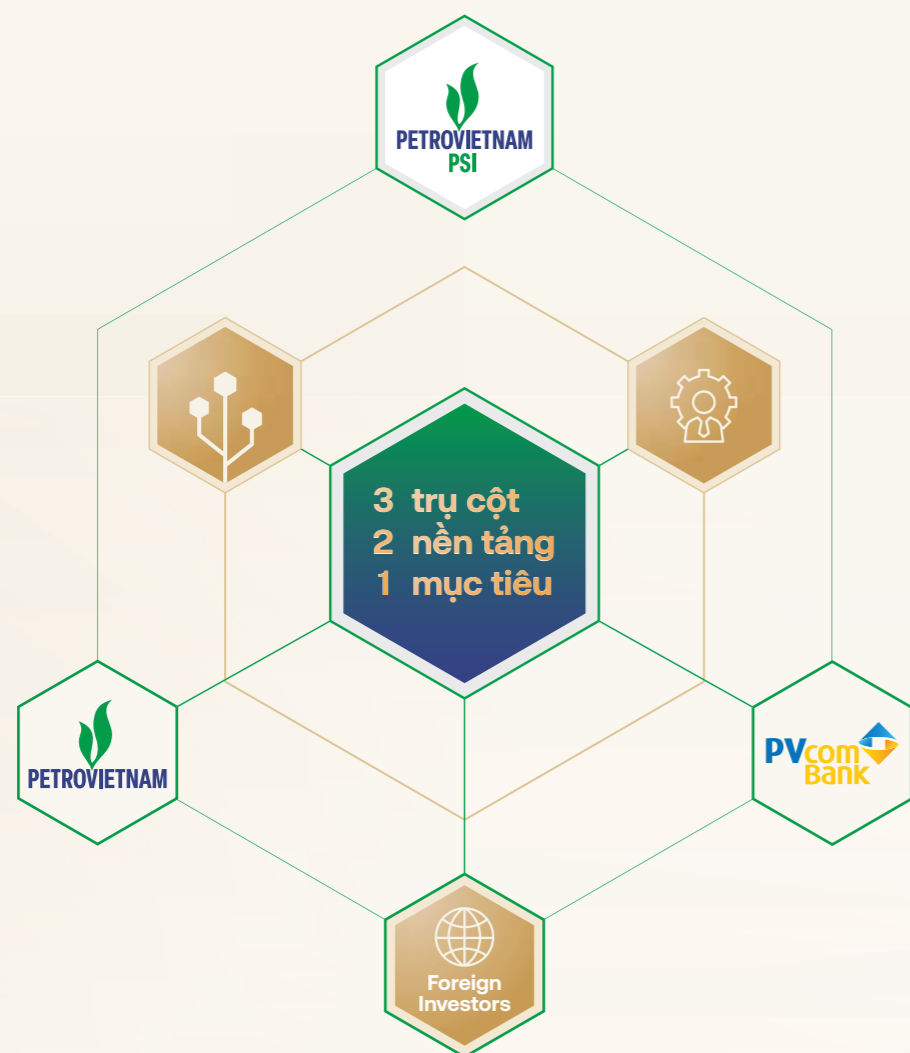 PETROVIETNAM
PSI
3 trụ cột
2 nền tảng
1 mục tiêu
PETROVIETNAM
PVcom
Bank
Foreign
Investors